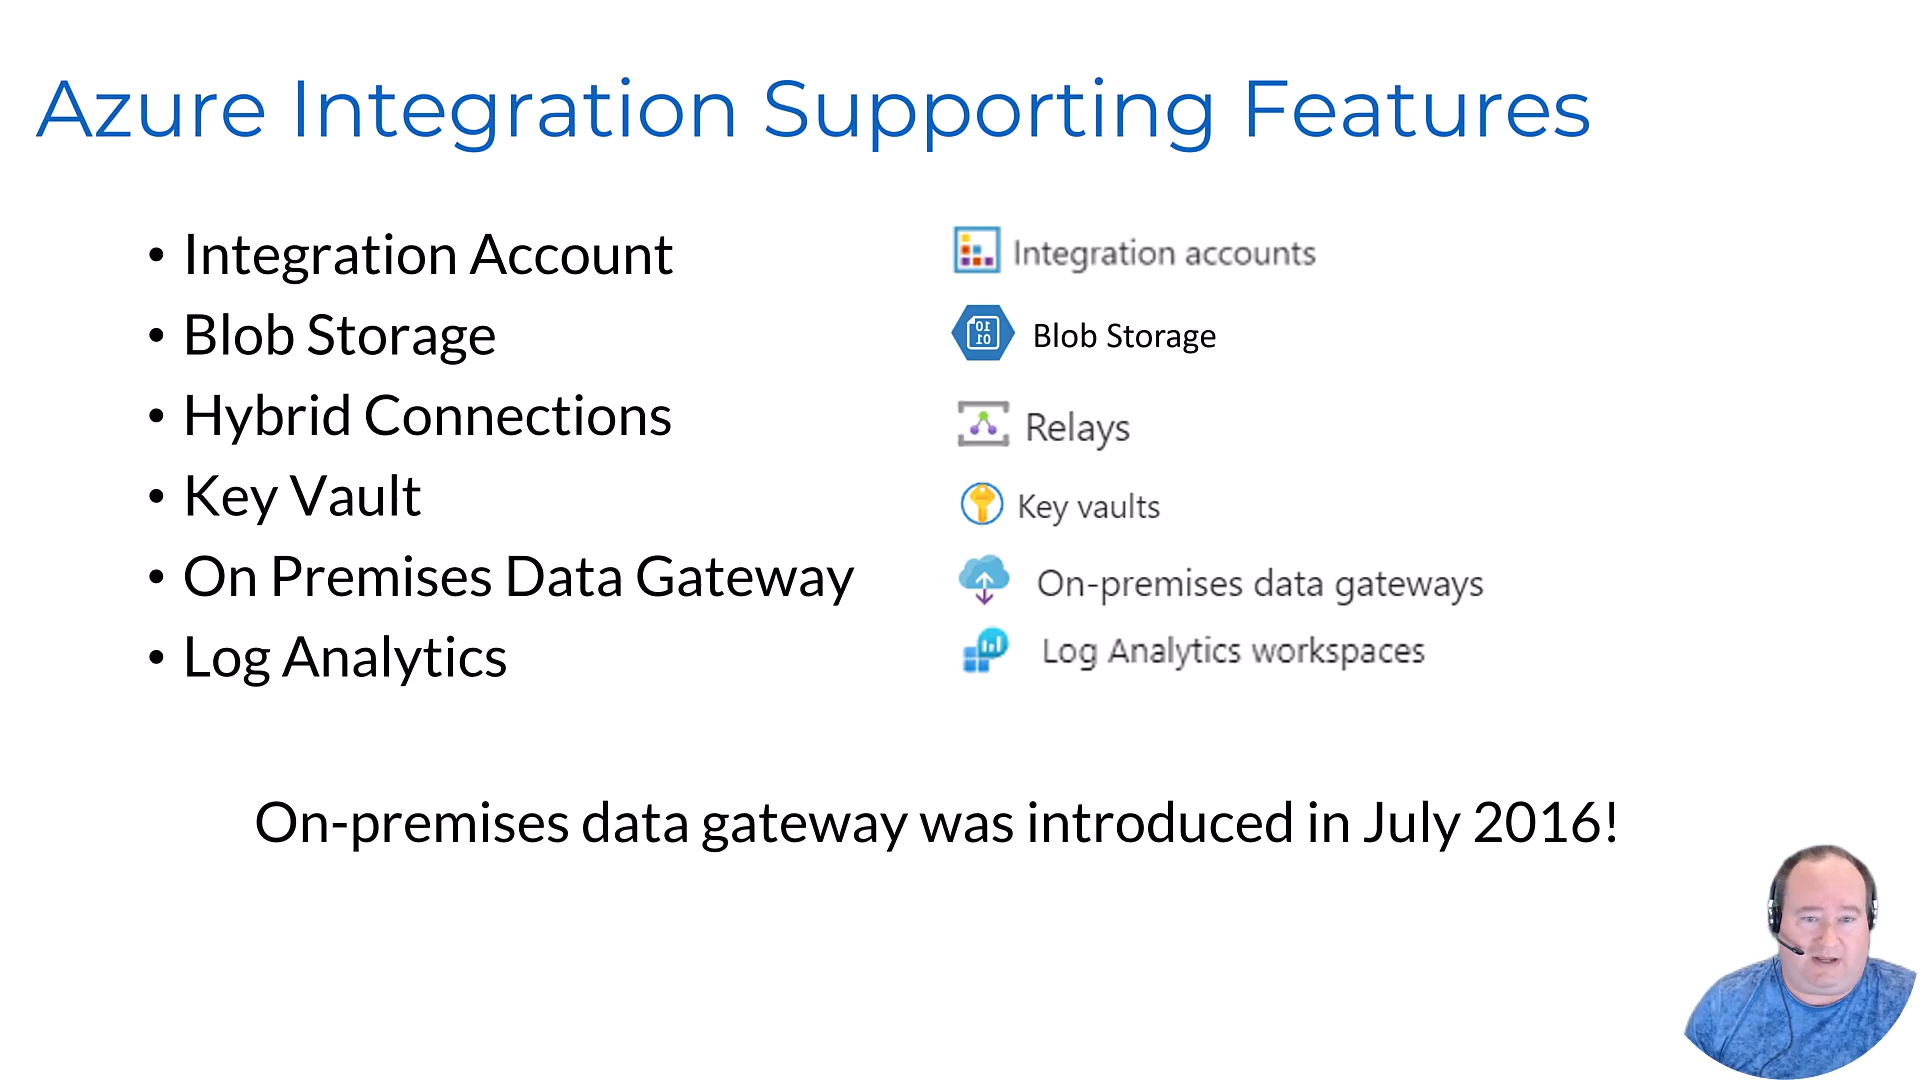 Azure Integration Supporting Features
• Integration Account
• Blob Storage
• Hybrid Connections
• Key Vault
• On Premises Data Gateway
• Log Analytics
Integration accounts
Blob Storage
Relays
Key vaults
On-premises data gateways
Log Analytics workspaces
On-premises data gateway was introduced in July 2016!